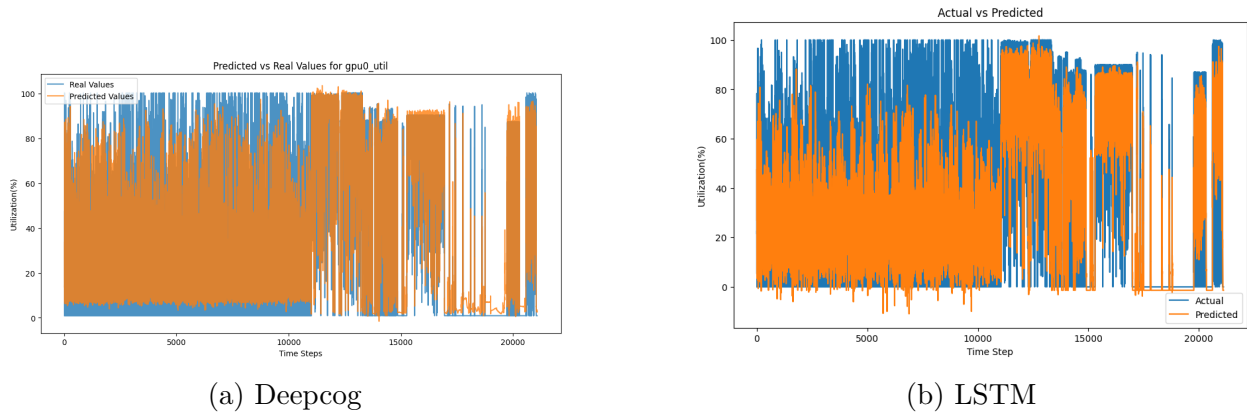 Predicted vs Real Values for gpu0_util
Real Values
Predicted Values
100
80
60
40
20
0
Utilization(%)
0
5000
10000
15000
20000
Time Steps
(a) Deepcog
Actual vs Predicted
100
80
60
40
20
0
Utilization(%)
Actual
Predicted
0
5000
10000
15000
20000
Time Step
(b) LSTM